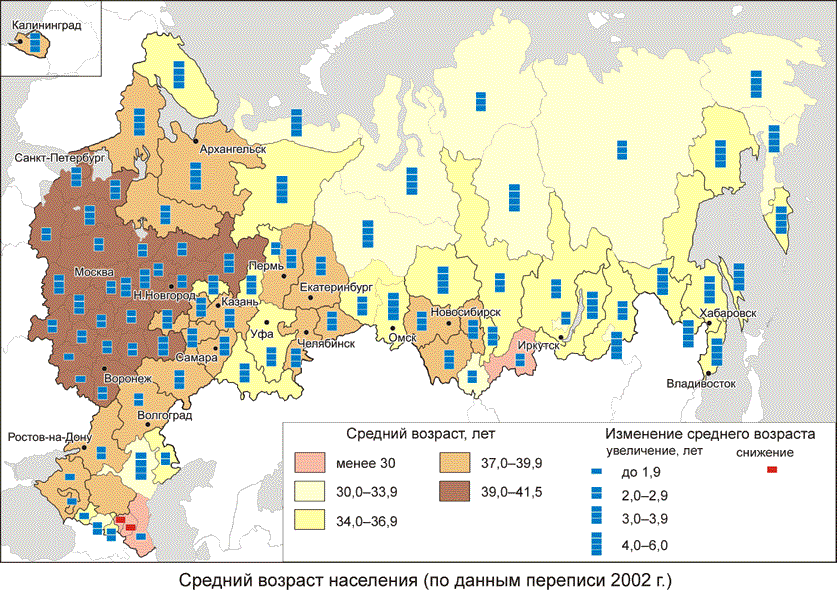 Калининград
Санкт-Петербург
Архангельск
Москва
Н.Новгород
Пермь
Казань
Екатеринбург
Уфа
Челябинск
Самара
Воронеж
Волгоград
Ростов-на-Дону
Омск
Новосибирск
Иркутск
Хабаровск
Владивосток
Средний возраст, лет
менее 30
30,0–33,9
34,0–36,9
37,0–39,9
39,0–41,5
Изменение среднего возраста
увеличение, лет
снижение
до 1,9
2,0–2,9
3,0–3,9
4,0–6,0
Средний возраст населения (по данным переписи 2002 г.)